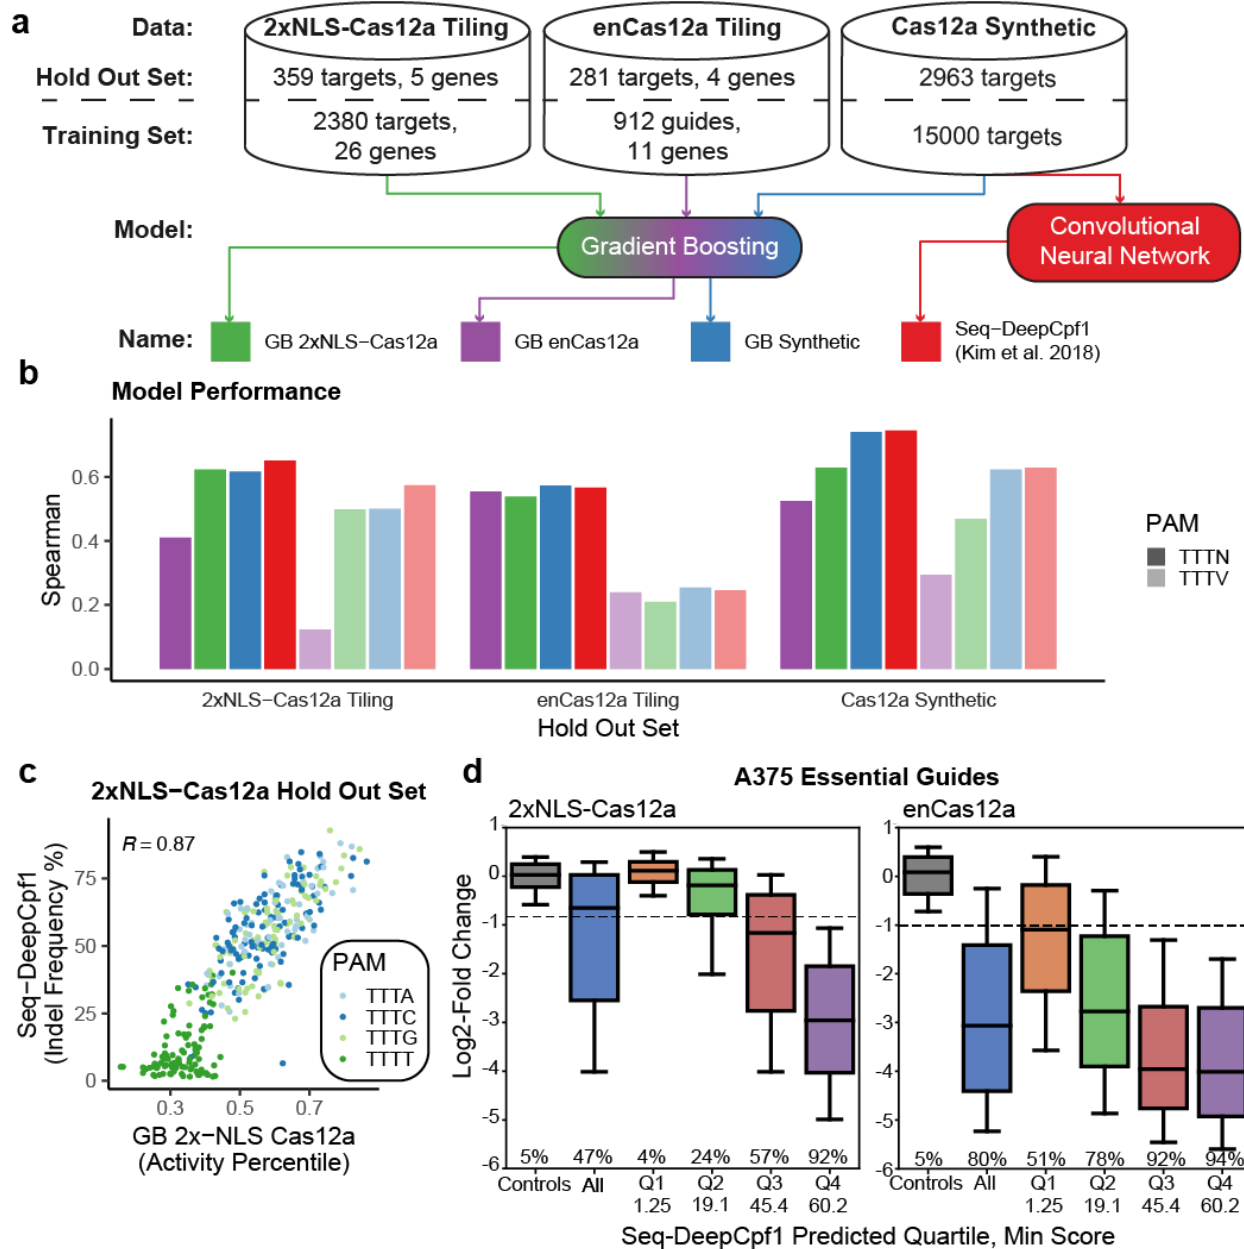 a
Data:
2xNLS-Cas12a Tiling
enCas12a Tiling
Cas12a Synthetic
Hold Out Set:
359 targets, 5 genes
281 targets, 4 genes
2963 targets
Training Set:
2380 targets,
26 genes
912 guides,
11 genes
15000 targets
Model:
Gradient Boosting
Convolutional
Neural Network
Name:
GB 2xNLS−Cas12a
GB enCas12a
GB Synthetic
Seq−DeepCpf1
(Kim et al. 2018)
b
Model Performance
Spearman
0.6
0.4
0.2
0.0
2xNLS−Cas12a Tiling
enCas12a Tiling
Cas12a Synthetic
Hold Out Set
PAM
TTTN
TTTV
c
2xNLS−Cas12a Hold Out Set
R = 0.87
Seq−DeepCpf1
(Indel Frequency %)
75
50
25
0
0.3
0.5
0.7
GB 2x−NLS Cas12a
(Activity Percentile)
PAM
TTTA
TTTC
TTTG
TTTT
d
A375 Essential Guides
2xNLS-Cas12a
enCas12a
Log2-Fold Change
1
0
-1
-2
-3
-4
-5
-6
5%
47%
4%
24%
57%
92%
Controls
All
Q1
Q2
Q3
Q4
1.25
19.1
45.4
60.2
1
0
-1
-2
-3
-4
-5
-6
5%
80%
51%
78%
92%
94%
Controls
All
Q1
Q2
Q3
Q4
1.25
19.1
45.4
60.2
Seq-DeepCpf1 Predicted Quartile, Min Score